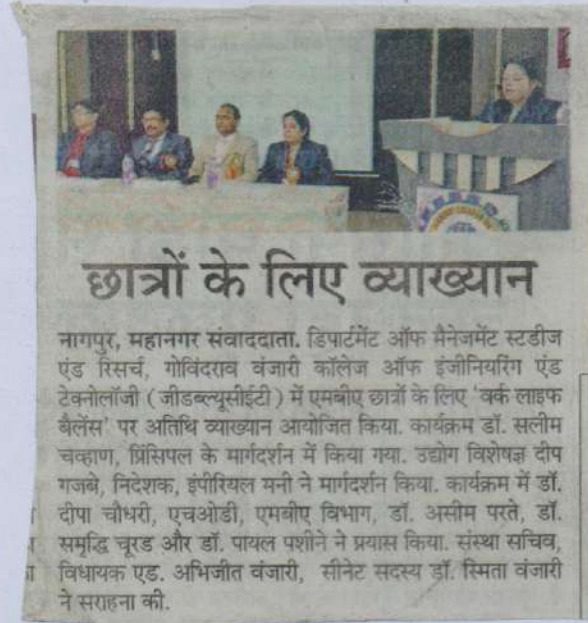 छात्रों के लिए व्याख्यान
नागपुर, महानगर संवाददाता. डिपार्टमेंट ऑफ मैनेजमेंट स्टडीज
एंड रिसर्च, गोविंदराव वंजारी कॉलेज ऑफ इंजीनियरिंग एंड
टेक्नोलॉजी (जीडब्ल्यूसीईटी) में एमबीए छात्रों के लिए 'वर्क लाइफ
बैलेंस' पर अतिथि व्याख्यान आयोजित किया. कार्यक्रम डॉ. सलीम
चव्हाण, प्रिंसिपल के मार्गदर्शन में किया गया. उद्योग विशेषज्ञ दीप
गजबे, निदेशक, इंपीरियल मनी ने मार्गदर्शन किया. कार्यक्रम में डॉ.
दीपा चौधरी, एचओडी, एमबीए विभाग, डॉ. असीम परते, डॉ.
समृद्धि चूरड और डॉ. पायल पशीने ने प्रयास किया. संस्था सचिव,
विधायक एड. अभिजीत वंजारी, सीनेट सदस्य डॉ. स्मिता वंजारी
ने सराहना की.